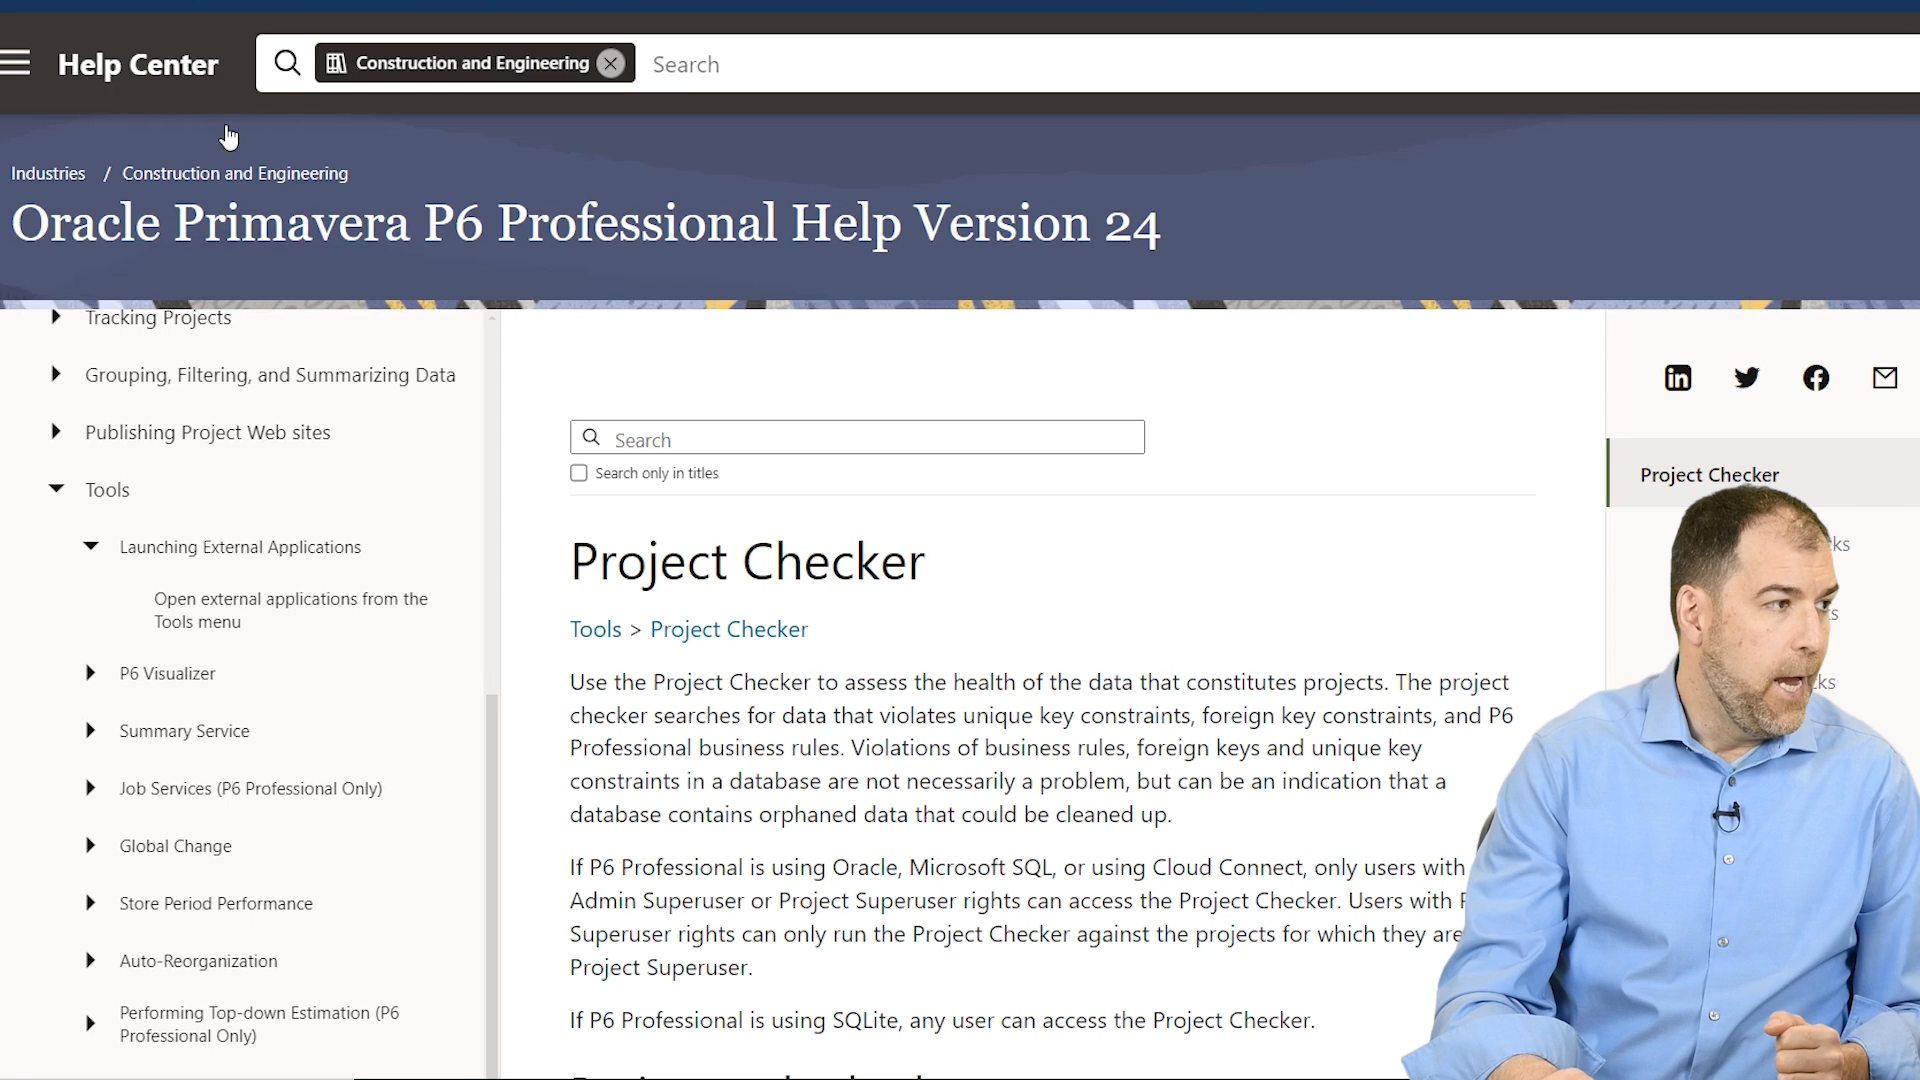 Help Center
Construction and Engineering
Search
Industries / Construction and Engineering
Oracle Primavera P6 Professional Help Version 24
Tracking Projects
Grouping, Filtering, and Summarizing Data
Publishing Project Web sites
Tools
Launching External Applications
Open external applications from the
Tools menu
P6 Visualizer
Summary Service
Job Services (P6 Professional Only)
Global Change
Store Period Performance
Auto-Reorganization
Performing Top-down Estimation (P6
Professional Only)
Search
Search only in titles
Project Checker
Tools > Project Checker
Use the Project Checker to assess the health of the data that constitutes projects. The project
checker searches for data that violates unique key constraints, foreign key constraints, and P6
Professional business rules. Violations of business rules, foreign keys and unique key
constraints in a database are not necessarily a problem, but can be an indication that a
database contains orphaned data that could be cleaned up.
If P6 Professional is using Oracle, Microsoft SQL, or using Cloud Connect, only users with
Admin Superuser or Project Superuser rights can access the Project Checker. Users with
Superuser rights can only run the Project Checker against the projects for which they are
Project Superuser.
If P6 Professional is using SQLite, any user can access the Project Checker.
Project Checker